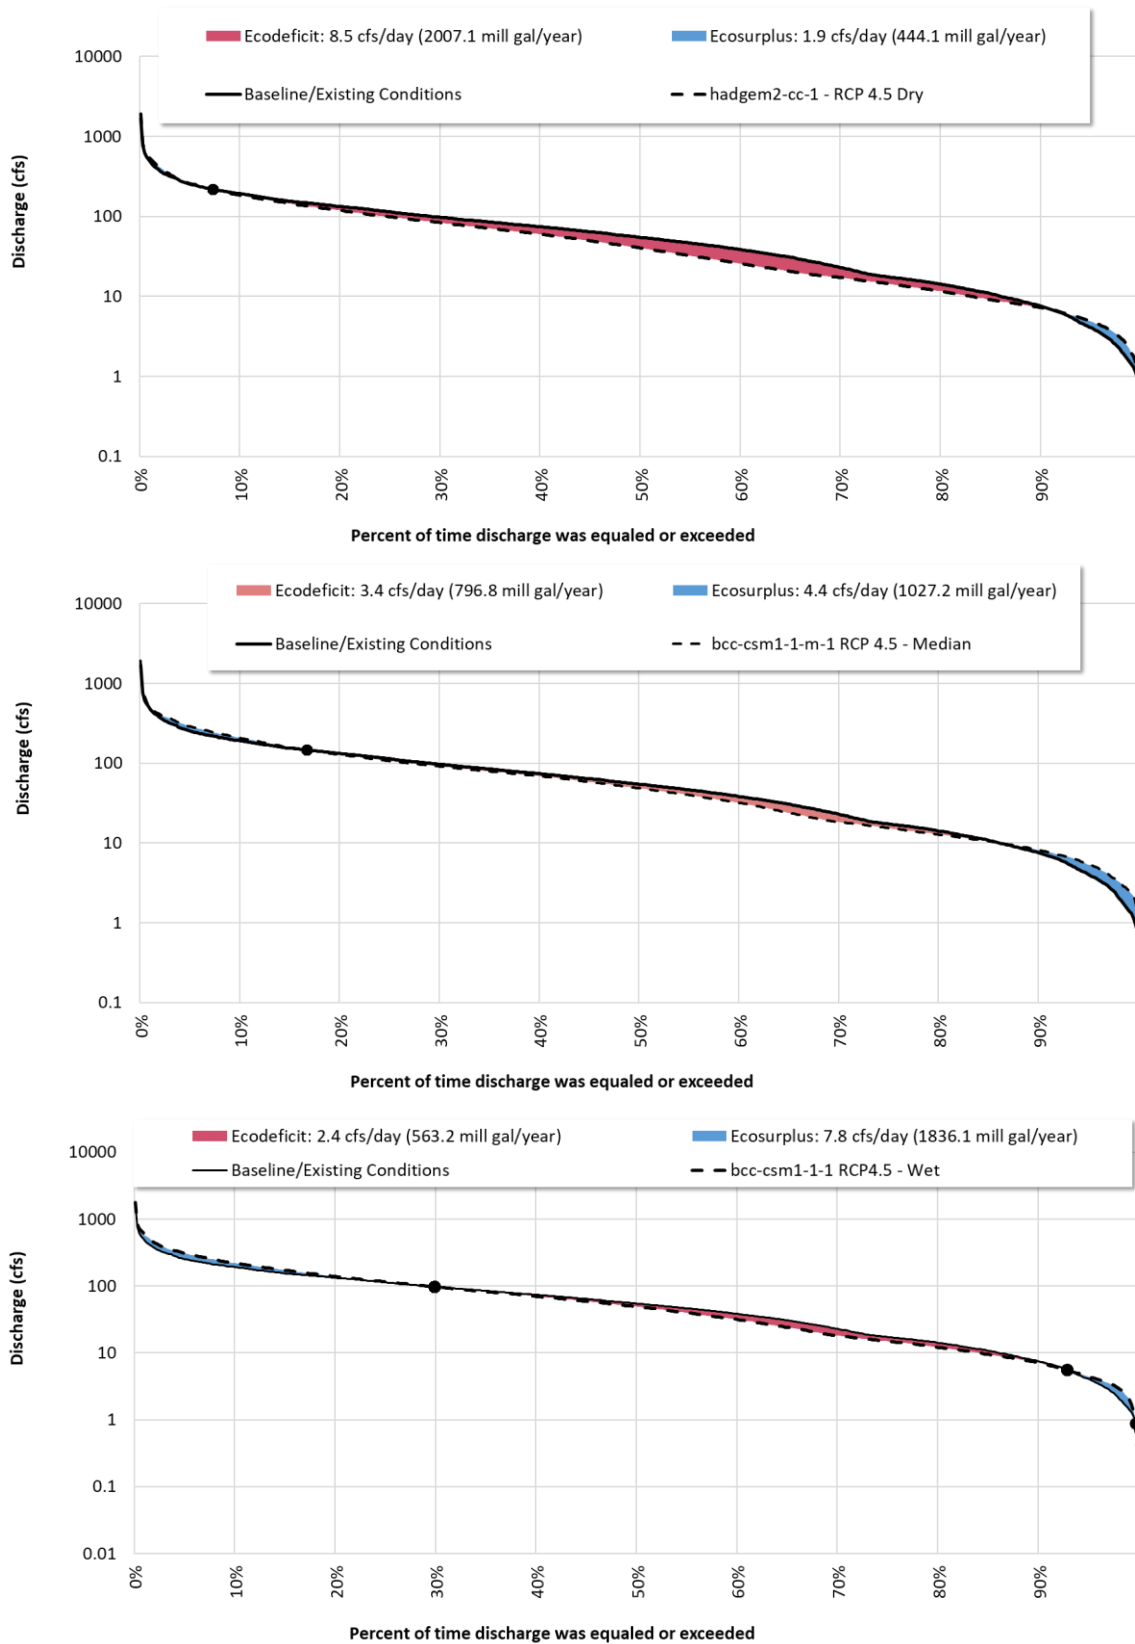 Ecodeficit: 8.5 cfs/day (2007.1 mill gal/year)
Ecosurplus: 1.9 cfs/day (444.1 mill gal/year)
Baseline/Existing Conditions
hadgem2-cc-1 - RCP 4.5 Dry
Discharge (cfs)
10000
1000
100
10
1
0.1
0%
10%
20%
30%
40%
50%
60%
70%
80%
90%
Percent of time discharge was equaled or exceeded
Ecodeficit: 3.4 cfs/day (796.8 mill gal/year)
Ecosurplus: 4.4 cfs/day (1027.2 mill gal/year)
Baseline/Existing Conditions
bcc-csm1-1-m-1 RCP 4.5 - Median
Discharge (cfs)
10000
1000
100
10
1
0.1
0%
10%
20%
30%
40%
50%
60%
70%
80%
90%
Percent of time discharge was equaled or exceeded
Ecodeficit: 2.4 cfs/day (563.2 mill gal/year)
Ecosurplus: 7.8 cfs/day (1836.1 mill gal/year)
Baseline/Existing Conditions
bcc-csm1-1-1 RCP4.5 - Wet
Discharge (cfs)
10000
1000
100
10
1
0.1
0.01
0%
10%
20%
30%
40%
50%
60%
70%
80%
90%
Percent of time discharge was equaled or exceeded